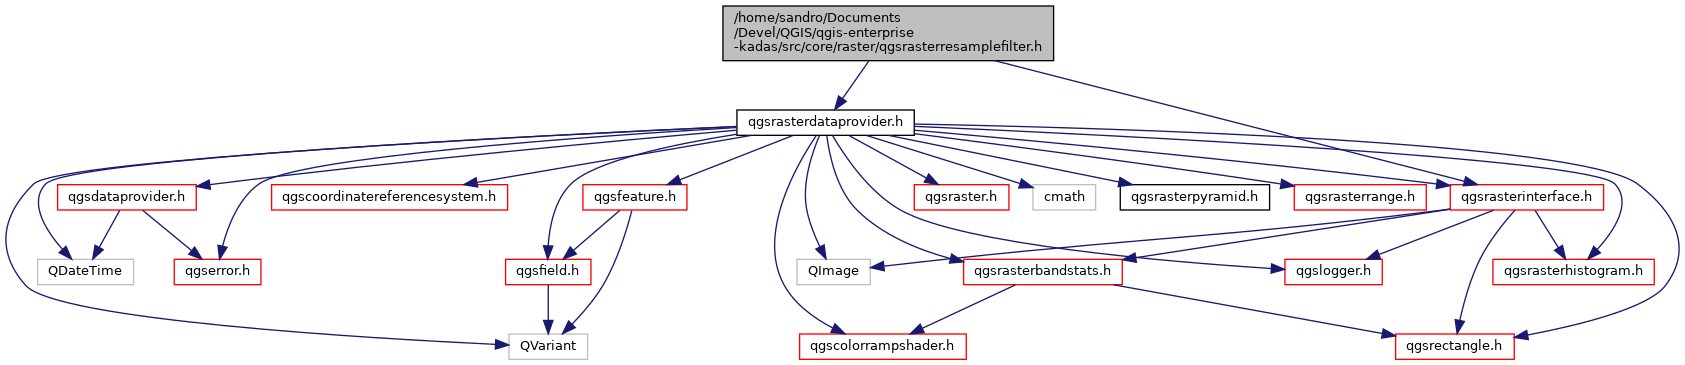 /home/sandro/Documents
/Devel/QGIS/qgis-enterprise
-kadas/src/core/raster/qgsrasterresamplefilter.h
qgsrasterdataprovider.h
qgsdataprovider.h
qgscoordinatereferencesystem.h
qgsfeature.h
qgsraster.h
cmath
qgsrasterpyramid.h
qgsrasterrange.h
qgsrasterinterface.h
QDateTime
qgserror.h
qgsfield.h
QImage
qgsrasterbandstats.h
qgslogger.h
qgsrasterhistogram.h
QVariant
qgscolorrampshader.h
qgsrectangle.h